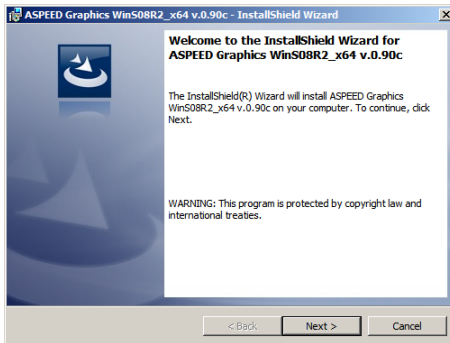 ASPEED Graphics WinS08R2_x64 v.0.90c - InstallShield Wizard
Welcome to the InstallShield Wizard for
ASPEED Graphics WinS08R2_x64 v.0.90c
The InstallShield(R) Wizard will install ASPEED Graphics
WinS08R2_x64 v.0.90c on your computer. To continue, click
Next.
WARNING: This program is protected by copyright law and
international treaties.
< Back Next > Cancel